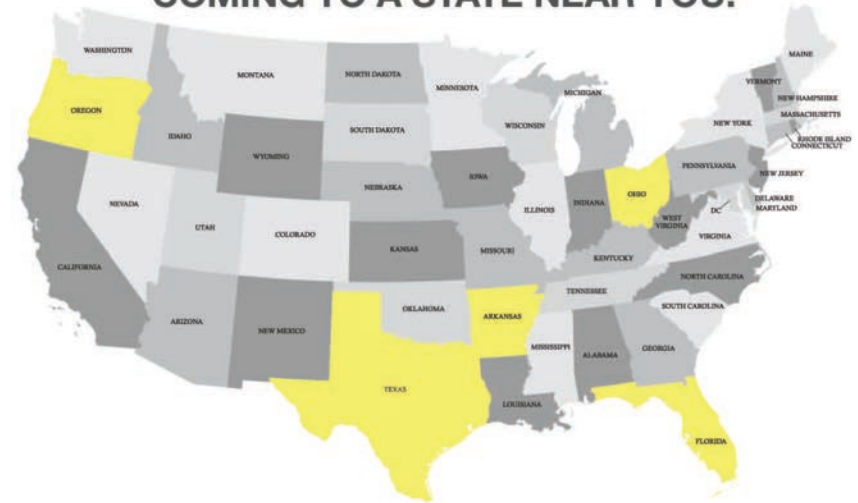 COMING TO A STATE NEAR YOU.
WASHINGTON
MAINE
MONTANA
NORTH DAKOTA
MINNESOTA
VERMONT
MICHIGAN
NEW HAMPSHIRE
OREGON
MASSACHUSETTS
NEW YORK
WISCONSIN
SOUTH DAKOTA
IDAHO
RHODE ISLAND
CONNECTICUT
WYOMING
PENNSYLVANIA
IOWA
NEW JERSEY
NEBRASKA
OHIO
NEVADA
ILLINOIS
INDIANA
DELAWARE
MARYLAND
DC
WEST
VIRGINIA
UTAH
COLORADO
VIRGINIA
KANSAS
MISSOURI
KENTUCKY
CALIFORNIA
NORTH CAROLINA
TENNESSEE
OKLAHOMA
SOUTH CAROLINA
ARIZONA
ARKANSAS
NEW MEXICO
MISSISSIPPI
ALABAMA
GEORGIA
TEXAS
LOUISIANA
FLORIDA